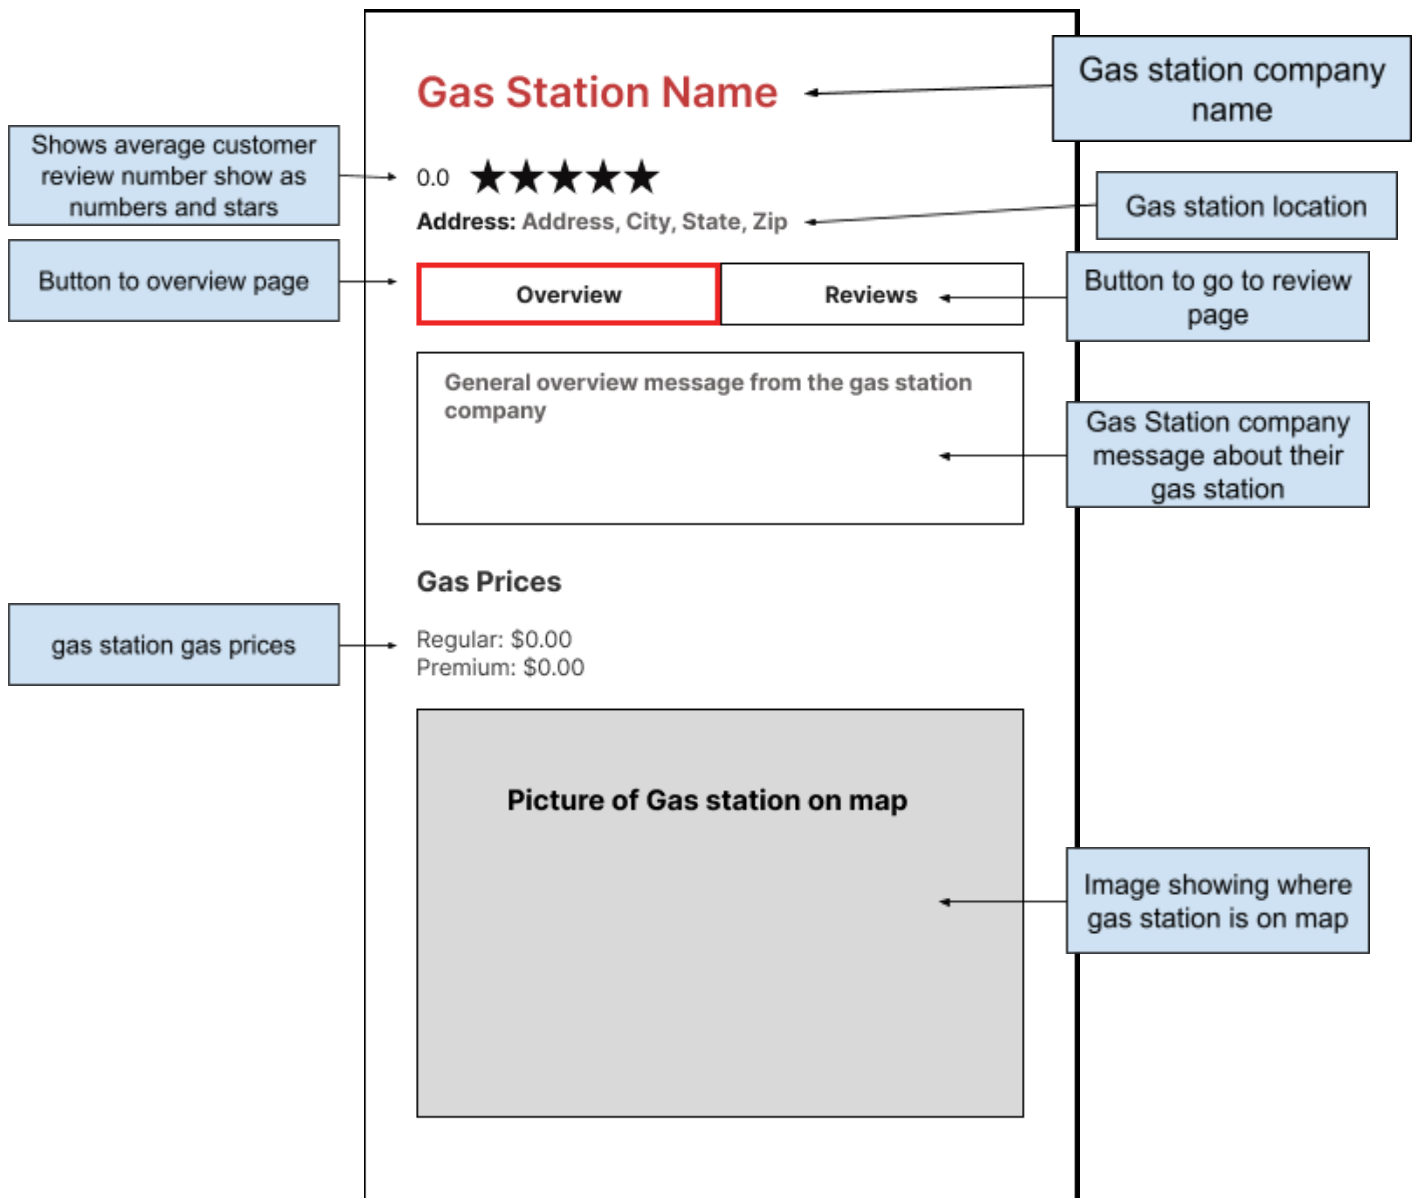 Gas Station Name
Gas station company
name
Shows average customer
review number show as
numbers and stars
0.0 ★★★★★
Address: Address, City, State, Zip
Gas station location
Button to overview page
Overview
Reviews
Button to go to review
page
General overview message from the gas station
company
Gas Station company
message about their
gas station
Gas Prices
gas station gas prices
Regular: $0.00
Premium: $0.00
Picture of Gas station on map
Image showing where
gas station is on map